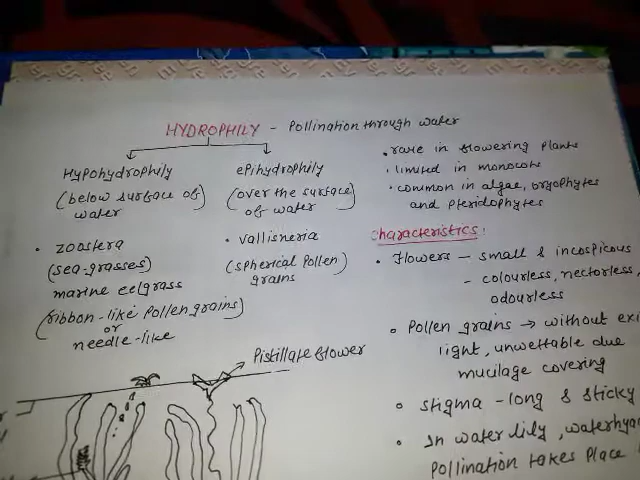 HYDROPHILY - Pollination through water
Hypohydrophily
(below surface of
water
• zoastera
(sea-grasses)
marine eelgrass
(ribbon-like Pollen grains)
or
needle-like
ePihydrophily
(over the surface)
of water
• vallisneria
(spherical Pollen)
grains
Pistillate flower
• rare in flowering Plants
• limited in monocots
• common in algae, bryophytes
and pteridophytes
Characteristics:
• Flowers - small & incospicous
- colourless, nectorless,
odourless
• Pollen grains → without exi
light, unwettable due
mucilage covering
• Stigma - long & sticky
• In water lily, waterhya
Pollination takes Place